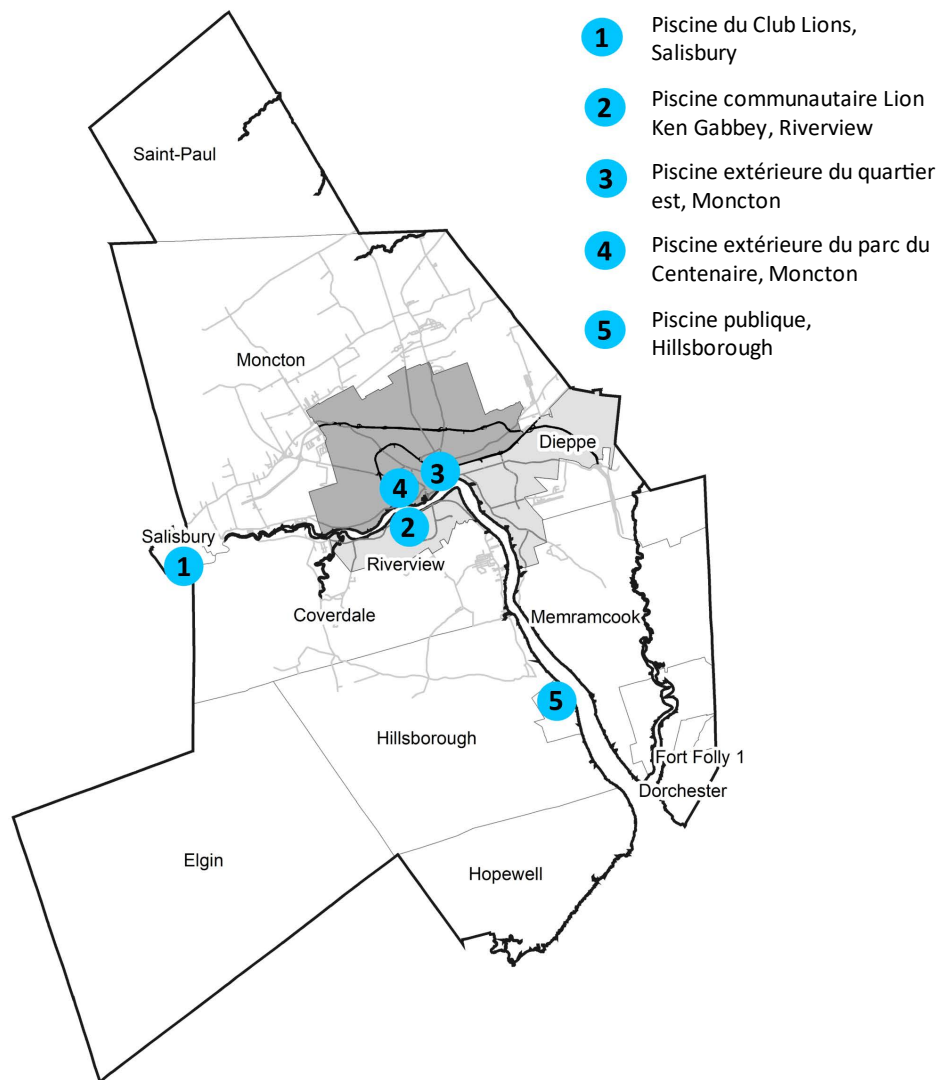 1 Piscine du Club Lions,
Salisbury
2 Piscine communautaire Lion
Ken Gabbey, Riverview
3 Piscine extérieure du quartier
est, Moncton
4 Piscine extérieure du parc du
Centenaire, Moncton
5 Piscine publique,
Hillsborough
Saint-Paul
Moncton
Dieppe
3
4
2
Salisbury
1
Riverview
Coverdale
Memramcook
5
Hillsborough
Fort Folly 1
Dorchester
Elgin
Hopewell